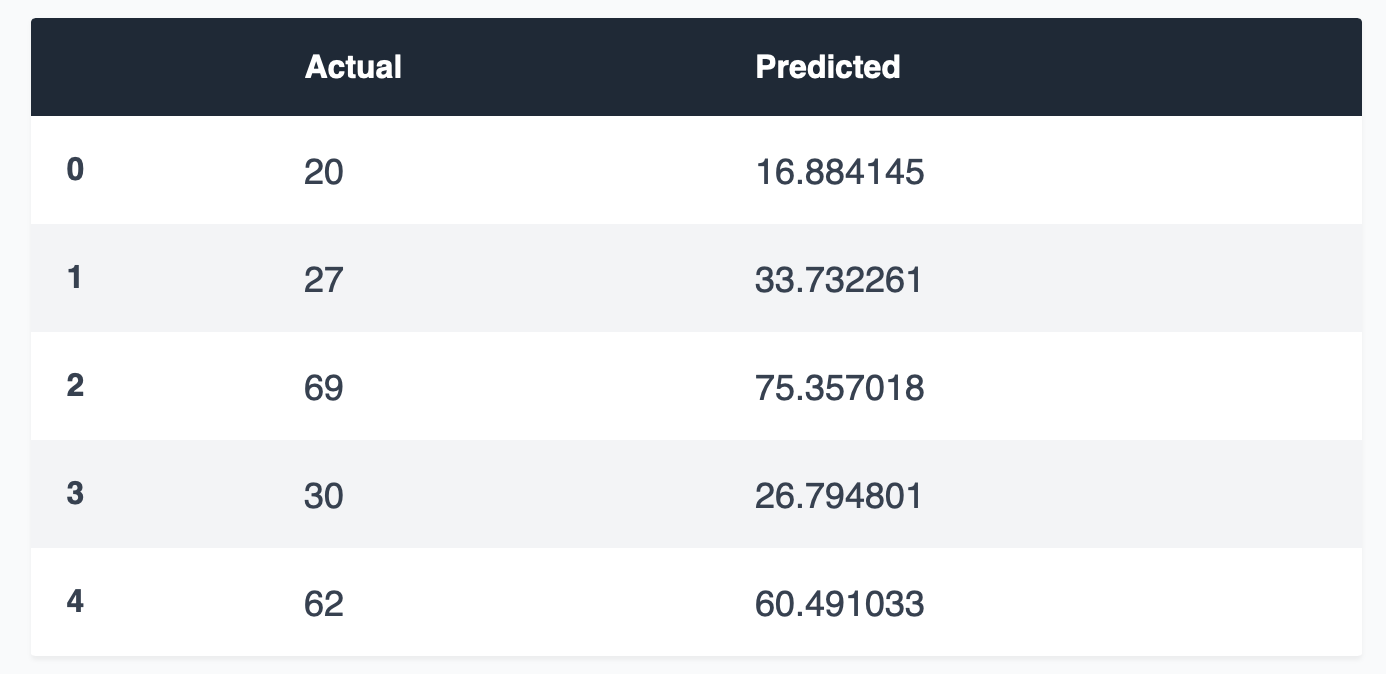 Actual Predicted
0 20 16.884145
1 27 33.732261
2 69 75.357018
3 30 26.794801
4 62 60.491033